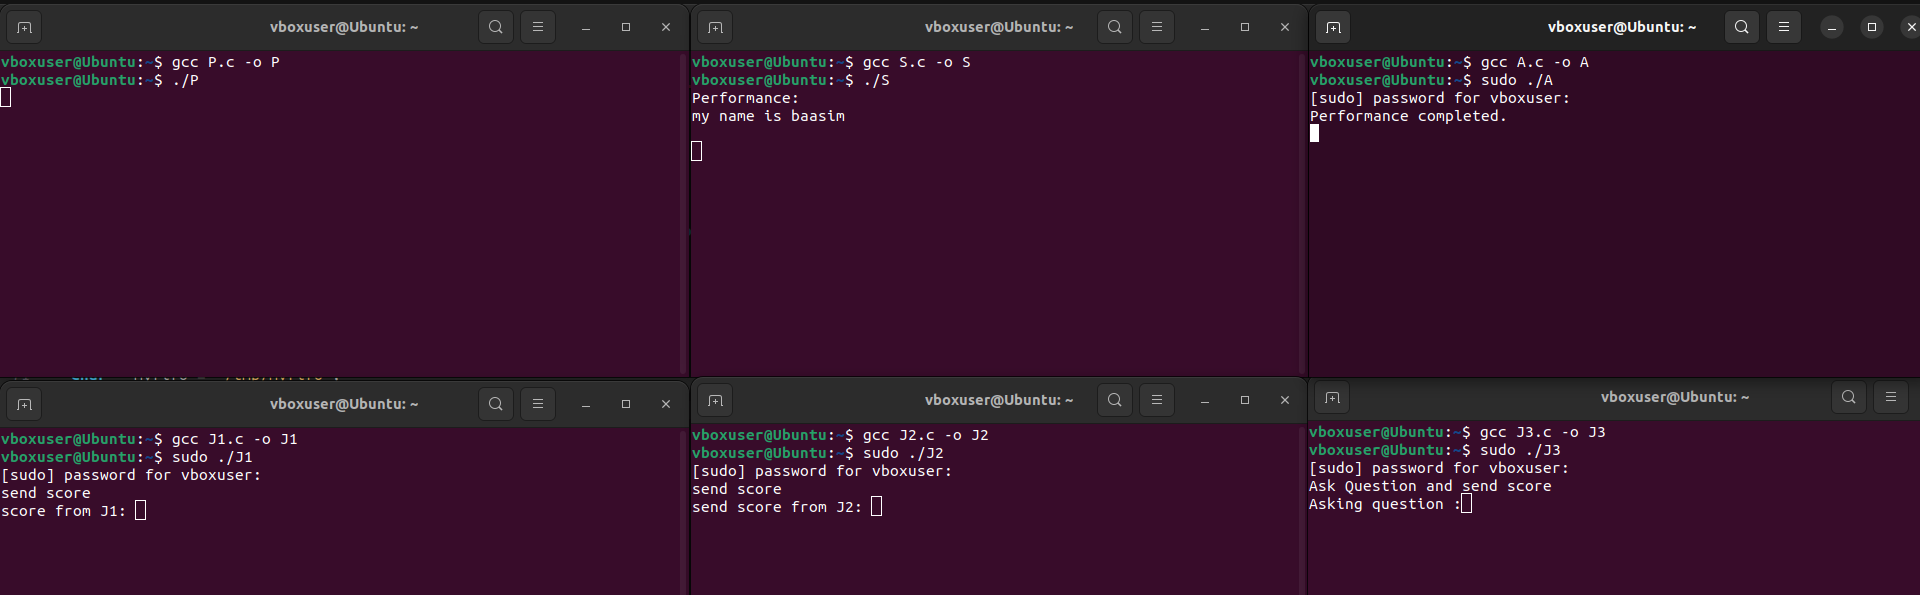 vboxuser@Ubuntu: ~
vboxuser@Ubuntu:~$ gcc P.c -o P
vboxuser@Ubuntu:~$ ./P
vboxuser@Ubuntu: ~
vboxuser@Ubuntu:~$ gcc S.c -o S
vboxuser@Ubuntu:~$ ./S
Performance:
my name is baasim
vboxuser@Ubuntu: ~
vboxuser@Ubuntu:~$ gcc A.c -o A
vboxuser@Ubuntu:~$ sudo ./A
[sudo] password for vboxuser:
Performance completed.
vboxuser@Ubuntu: ~
vboxuser@Ubuntu:~$ gcc J1.c -o J1
vboxuser@Ubuntu:~$ sudo ./J1
[sudo] password for vboxuser:
send score
score from J1:
vboxuser@Ubuntu: ~
vboxuser@Ubuntu:~$ gcc J2.c -o J2
vboxuser@Ubuntu:~$ sudo ./J2
[sudo] password for vboxuser:
send score
send score from J2:
vboxuser@Ubuntu: ~
vboxuser@Ubuntu:~$ gcc J3.c -o J3
vboxuser@Ubuntu:~$ sudo ./J3
[sudo] password for vboxuser:
Ask Question and send score
Asking question :